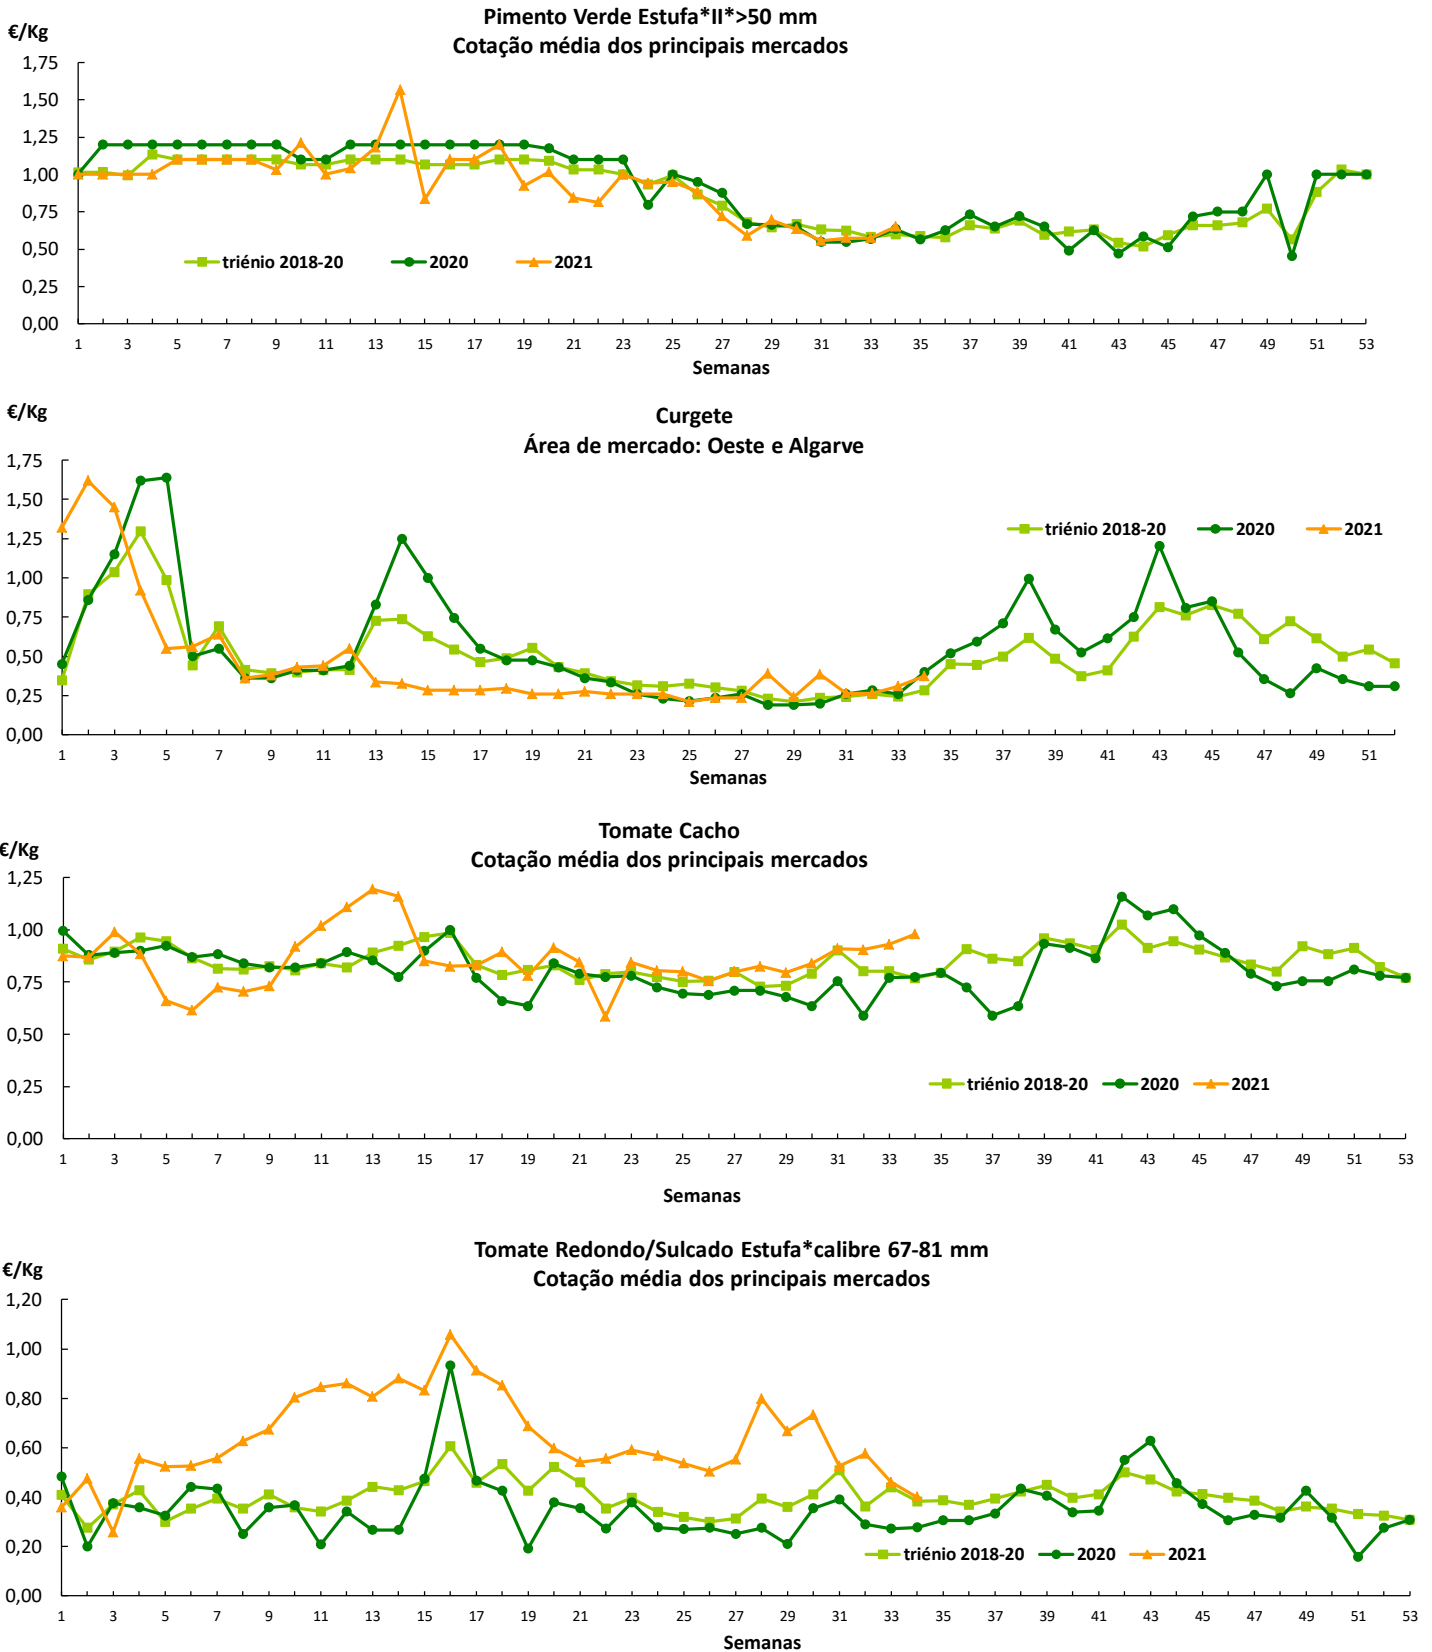 Pimento Verde Estufa*II*>50 mm
€/Kg
Cotação média dos principais mercados
1,75
1,50
1,25
1,00
0,75
0,50
triénio 2018-20 2020 2021
0,25
0,00
1 3 5 7 9 11 13 15 17 19 21 23 25 27 29 31 33 35 37 39 41 43 45 47 49 51 53
Semanas
€/Kg
Curgete
Área de mercado: Oeste e Algarve
1,75
1,50
triénio 2018-20 2020 2021
1,25
1,00
0,75
0,50
0,25
0,00
1 3 5 7 9 11 13 15 17 19 21 23 25 27 29 31 33 35 37 39 41 43 45 47 49 51
Semanas
Tomate Cacho
€/Kg
Cotação média dos principais mercados
1,25
1,00
0,75
0,50
triénio 2018-20 2020 2021
0,25
0,00
1 3 5 7 9 11 13 15 17 19 21 23 25 27 29 31 33 35 37 39 41 43 45 47 49 51 53
Semanas
Tomate Redondo/Sulcado Estufa*calibre 67-81 mm
€/Kg
Cotação média dos principais mercados
1,20
1,00
0,80
0,60
0,40
triénio 2018-20 2020 2021
0,20
0,00
1 3 5 7 9 11 13 15 17 19 21 23 25 27 29 31 33 35 37 39 41 43 45 47 49 51 53
Semanas